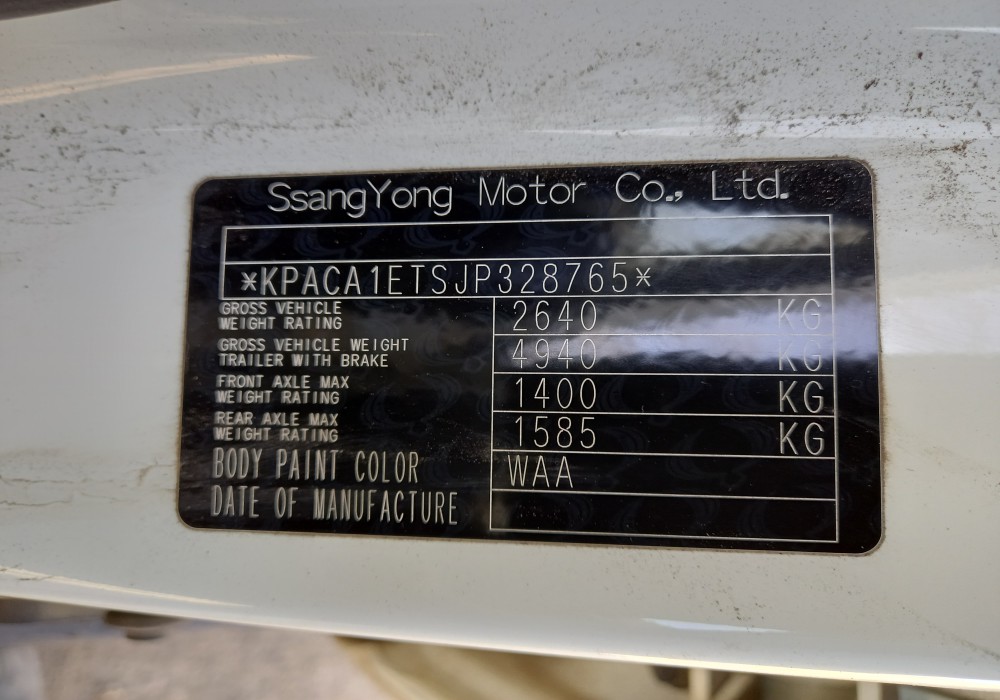 SsangYong Motor Co., Ltd.
*KPACA1ETSJP328765*
GROSS VEHICLE
WEIGHT RATING 2640 KG
GROSS VEHICLE WEIGHT
TRAILER WITH BRAKE 4940 KG
FRONT AXLE MAX
WEIGHT RATING 1400 KG
REAR AXLE MAX
WEIGHT RATING 1585 KG
BODY PAINT COLOR WAA
DATE OF MANUFACTURE